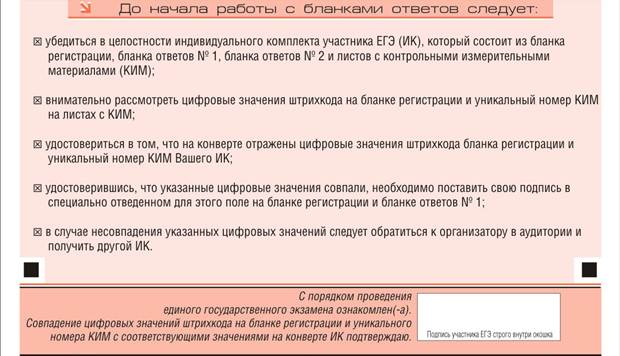 До начала работы с бланками ответов следует:
☒ убедиться в целостности индивидуального комплекта участника ЕГЭ (ИК), который состоит из бланка
регистрации, бланка ответов № 1, бланка ответов № 2 и листов с контрольными измерительными
материалами (КИМ);
☒ внимательно рассмотреть цифровые значения штрихкода на бланке регистрации и уникальный номер КИМ
на листах с КИМ;
☒ удостовериться в том, что на конверте отражены цифровые значения штрихкода бланка регистрации и
уникальный номер КИМ Вашего ИК;
☒ удостоверившись, что указанные цифровые значения совпали, необходимо поставить свою подпись в
специально отведенном для этого поле на бланке регистрации и бланке ответов № 1;
☒ в случае несовпадения указанных цифровых значений следует обратиться к организатору в аудитории и
получить другой ИК.
С порядком проведения
единого государственного экзамена ознакомлен(-а).
Совпадение цифровых значений штрихкода на бланке регистрации и уникального
номера КИМ с соответствующими значениями на конверте ИК подтверждаю.
Подпись участника ЕГЭ строго внутри окошка